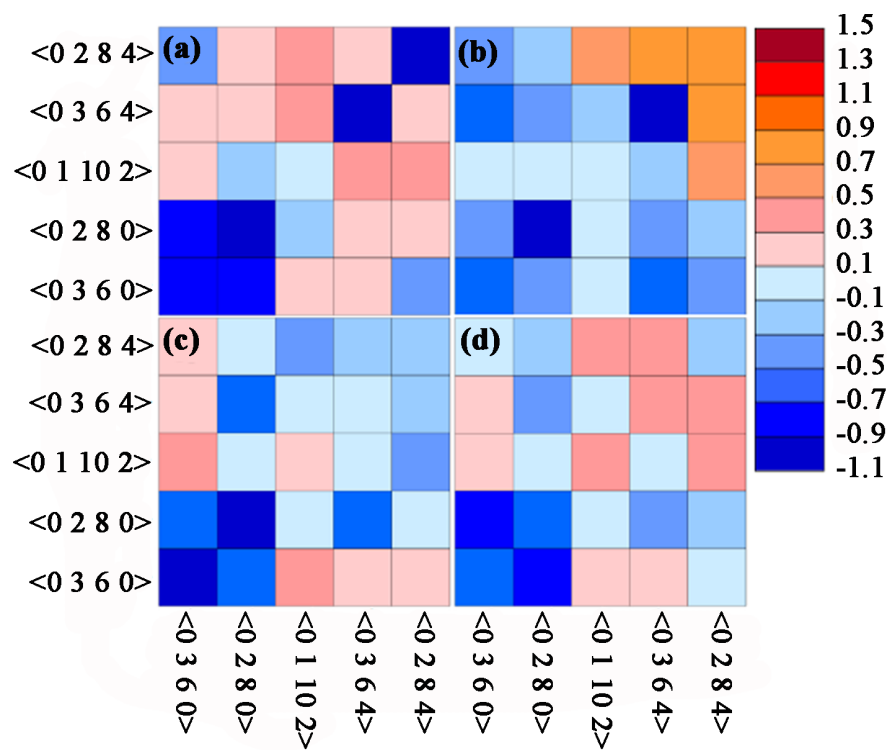 (a)
(b)
(c)
(d)
<0 2 8 4>
<0 3 6 4>
<0 1 10 2>
<0 2 8 0>
<0 3 6 0>
<0 2 8 4>
<0 3 6 4>
<0 1 10 2>
<0 2 8 0>
<0 3 6 0>
<0 3 6 0>
<0 2 8 0>
<0 1 10 2>
<0 3 6 4>
<0 2 8 4>
<0 3 6 0>
<0 2 8 0>
<0 1 10 2>
<0 3 6 4>
<0 2 8 4>
1.5
1.3
1.1
0.9
0.7
0.5
0.3
0.1
-0.1
-0.3
-0.5
-0.7
-0.9
-1.1